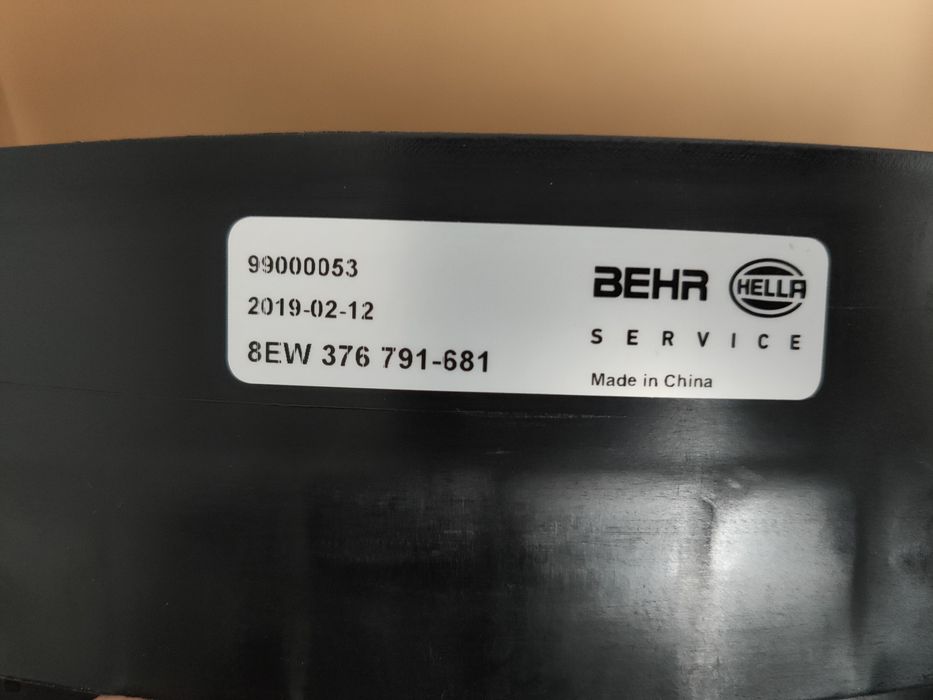 99000053
2019-02-12
8EW 376 791-681
BEHR HELLA
SERVICE
Made in China